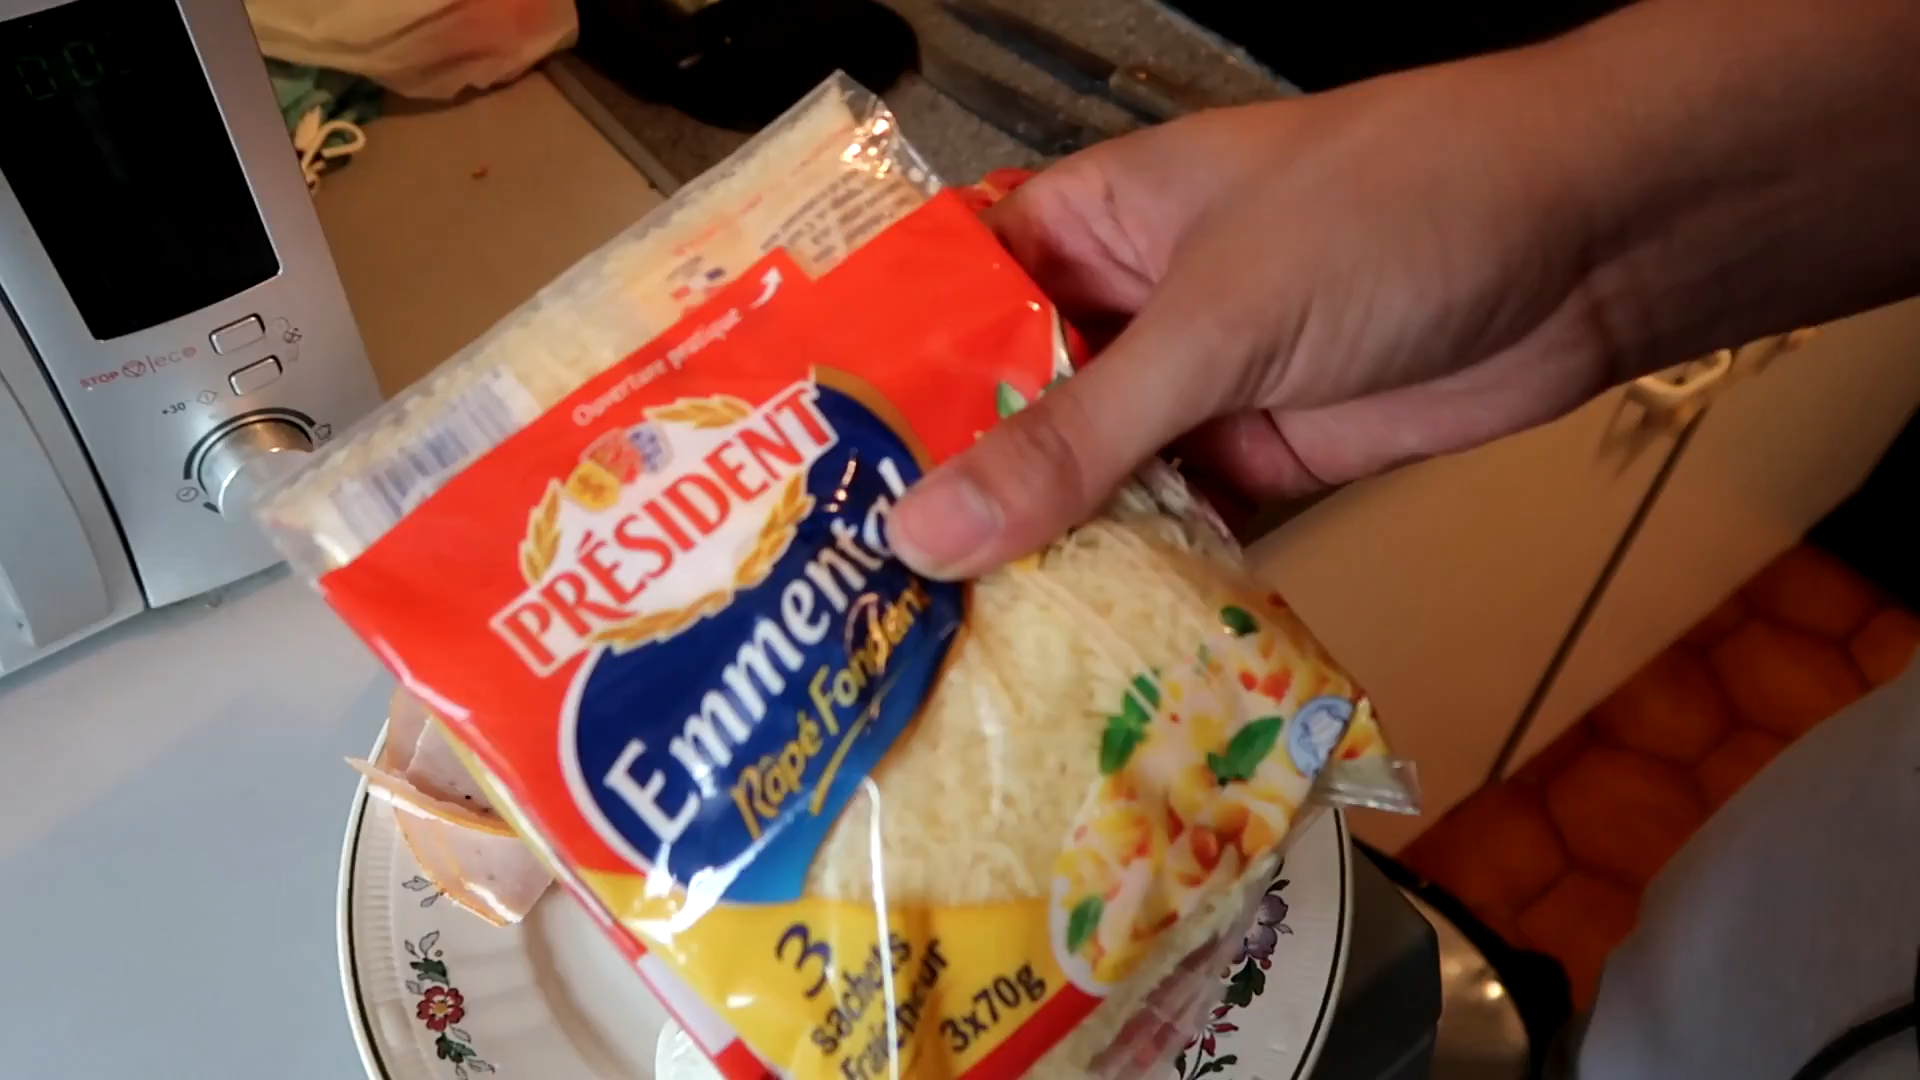 STOP /eco
+30"
Ouverture pratique
PRÉSIDENT
Emmental
Râpé Fondant
3
sachets
Fraîcheur
3x70g